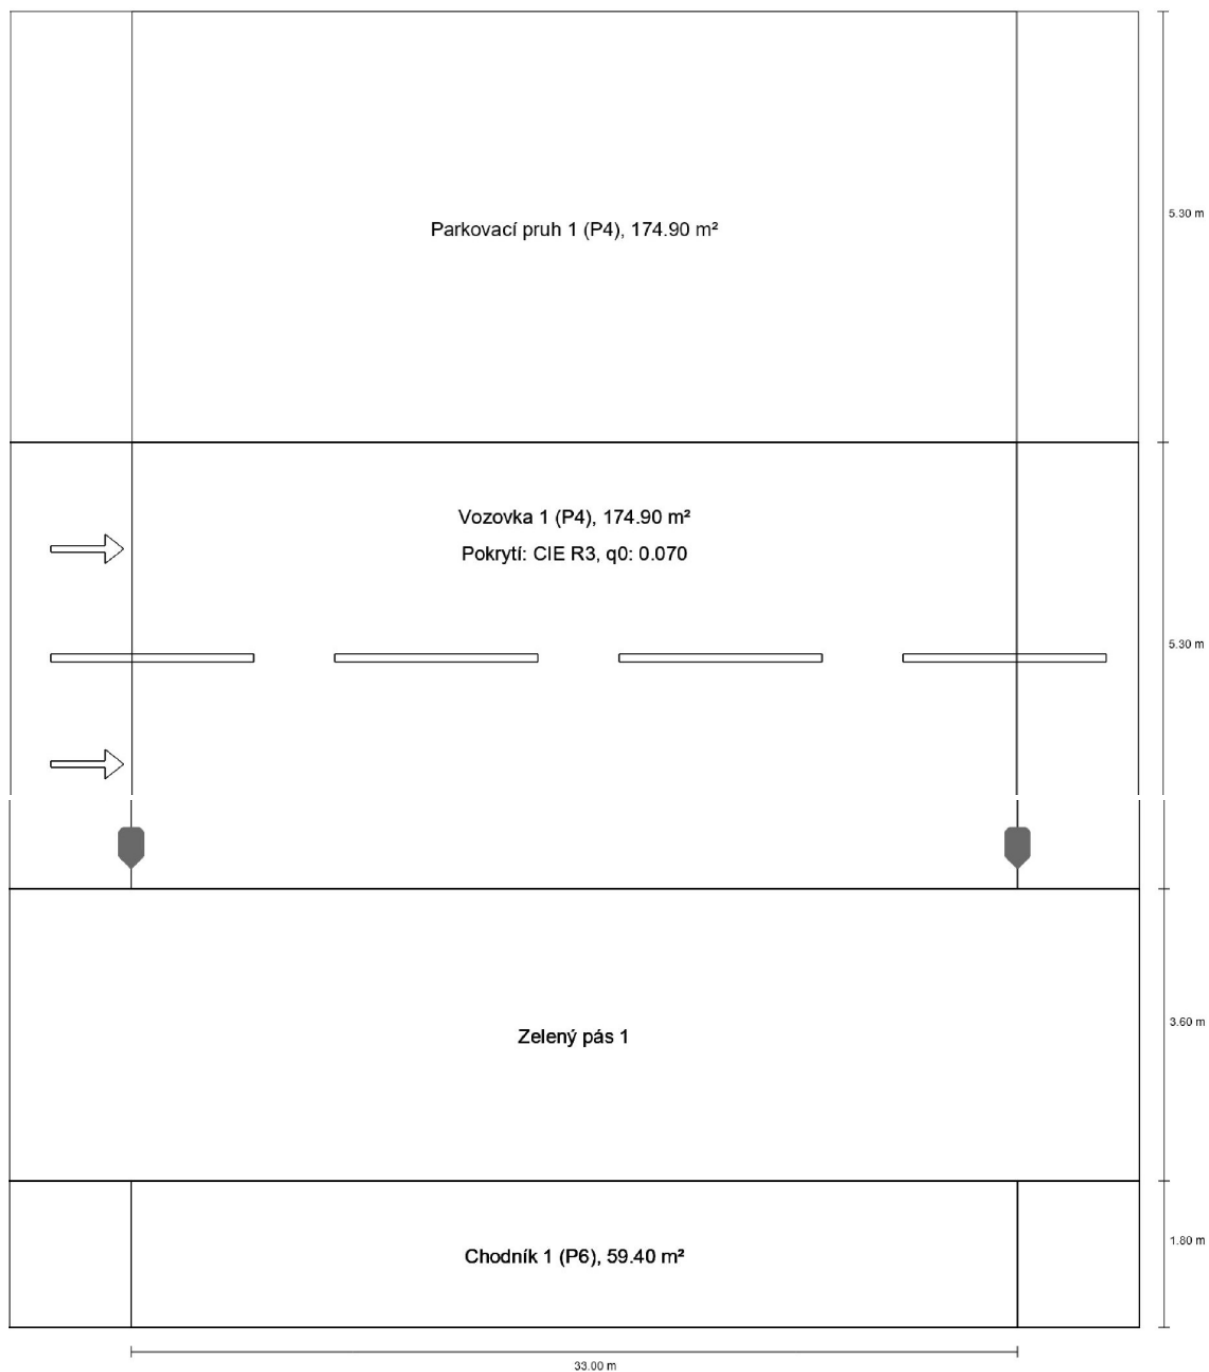 Parkovací pruh 1 (P4), 174.90 m²
5.30 m
Vozovka 1 (P4), 174.90 m²
Pokrytí: CIE R3, q0: 0.070
5.30 m
Zelený pás 1
3.60 m
Chodník 1 (P6), 59.40 m²
1.80 m
33.00 m